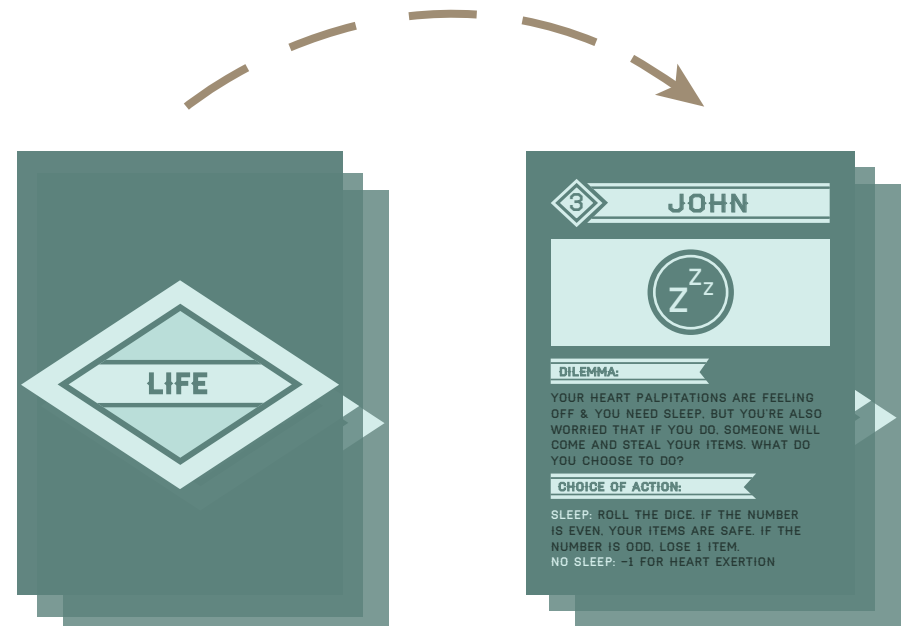 LIFE
3
JOHN
Z Z Z
DILEMMA:
YOUR HEART PALPITATIONS ARE FEELING
OFF & YOU NEED SLEEP, BUT YOU'RE ALSO
WORRIED THAT IF YOU DO, SOMEONE WILL
COME AND STEAL YOUR ITEMS. WHAT DO
YOU CHOOSE TO DO?
CHOICE OF ACTION:
SLEEP: ROLL THE DICE. IF THE NUMBER
IS EVEN, YOUR ITEMS ARE SAFE. IF THE
NUMBER IS ODD, LOSE 1 ITEM.
NO SLEEP: -1 FOR HEART EXERTION